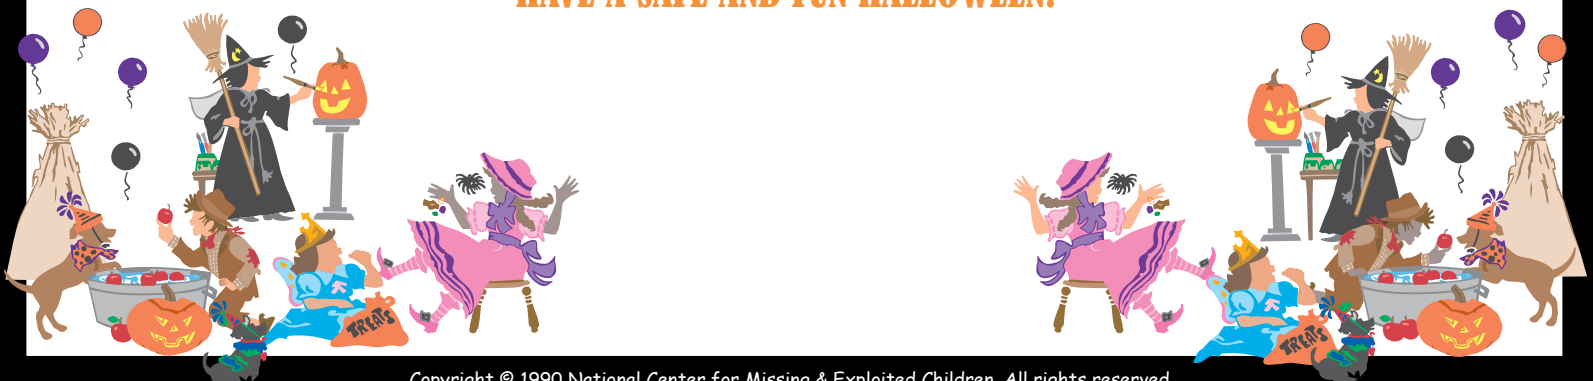 HAVE A SAFE AND FUN HALLOWEEN!
TREATS
TREATS
Copyright © 1990 National Center for Missing & Exploited Children. All rights reserved.